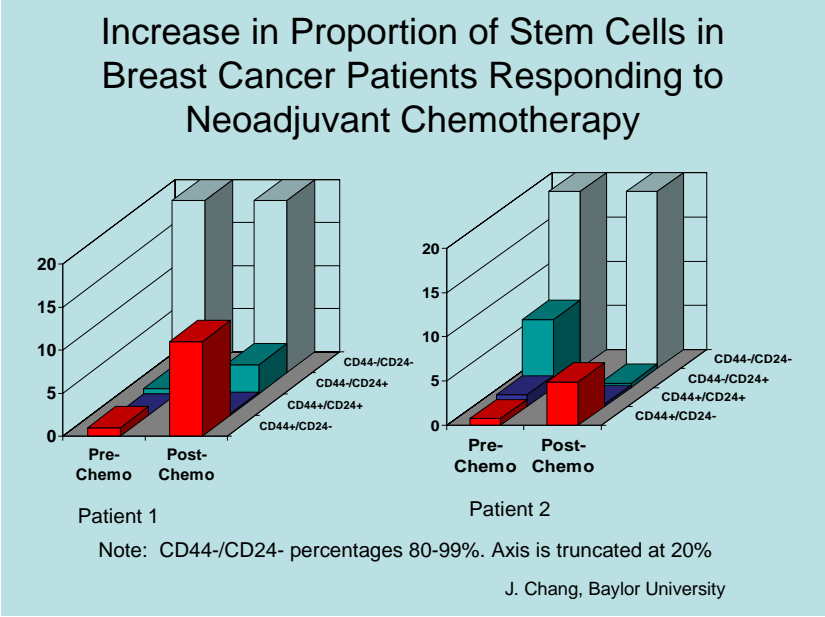 Increase in Proportion of Stem Cells in
Breast Cancer Patients Responding to
Neoadjuvant Chemotherapy
20
15
10
5
0
CD44-/CD24-
CD44-/CD24+
CD44+/CD24+
CD44+/CD24-
Pre-
Chemo
Post-
Chemo
Patient 1
20
15
10
5
0
CD44-/CD24-
CD44-/CD24+
CD44+/CD24+
CD44+/CD24-
Pre-
Chemo
Post-
Chemo
Patient 2
Note: CD44-/CD24- percentages 80-99%. Axis is truncated at 20%
J. Chang, Baylor University